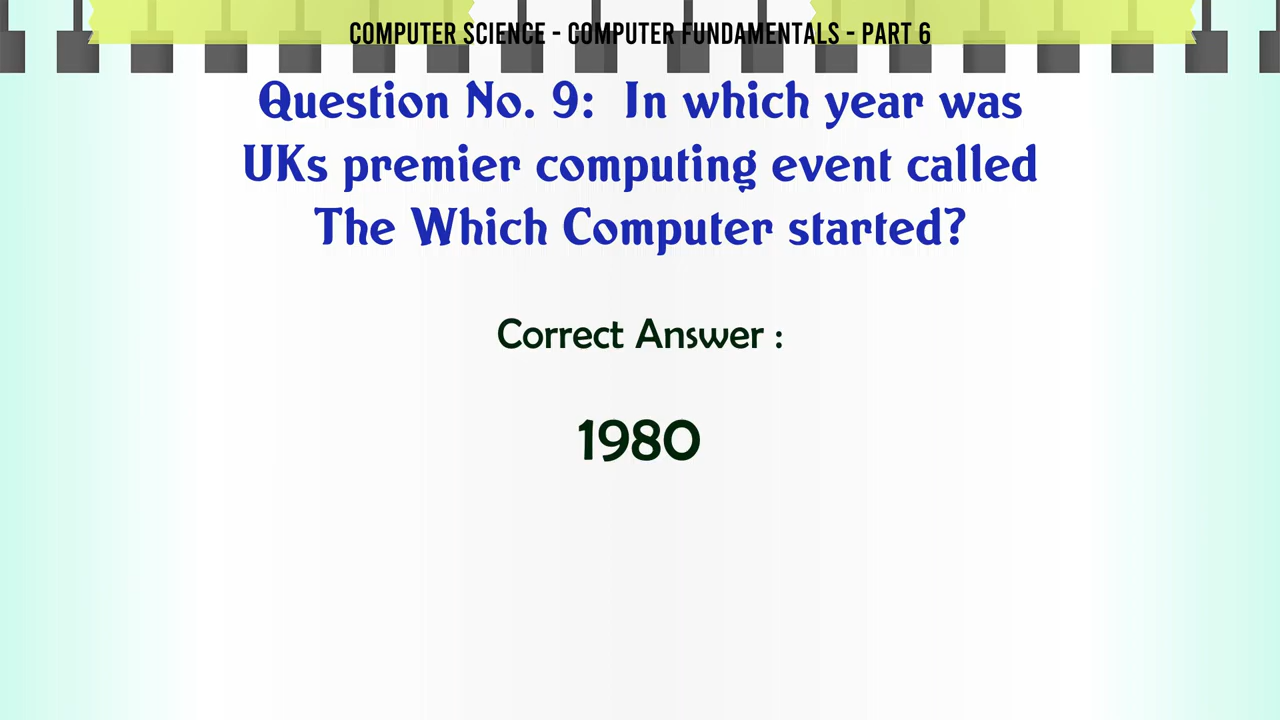 COMPUTER SCIENCE - COMPUTER FUNDAMENTALS - PART 6
Question No. 9: In which year was
UKs premier computing event called
The Which Computer started?
Correct Answer :
1980